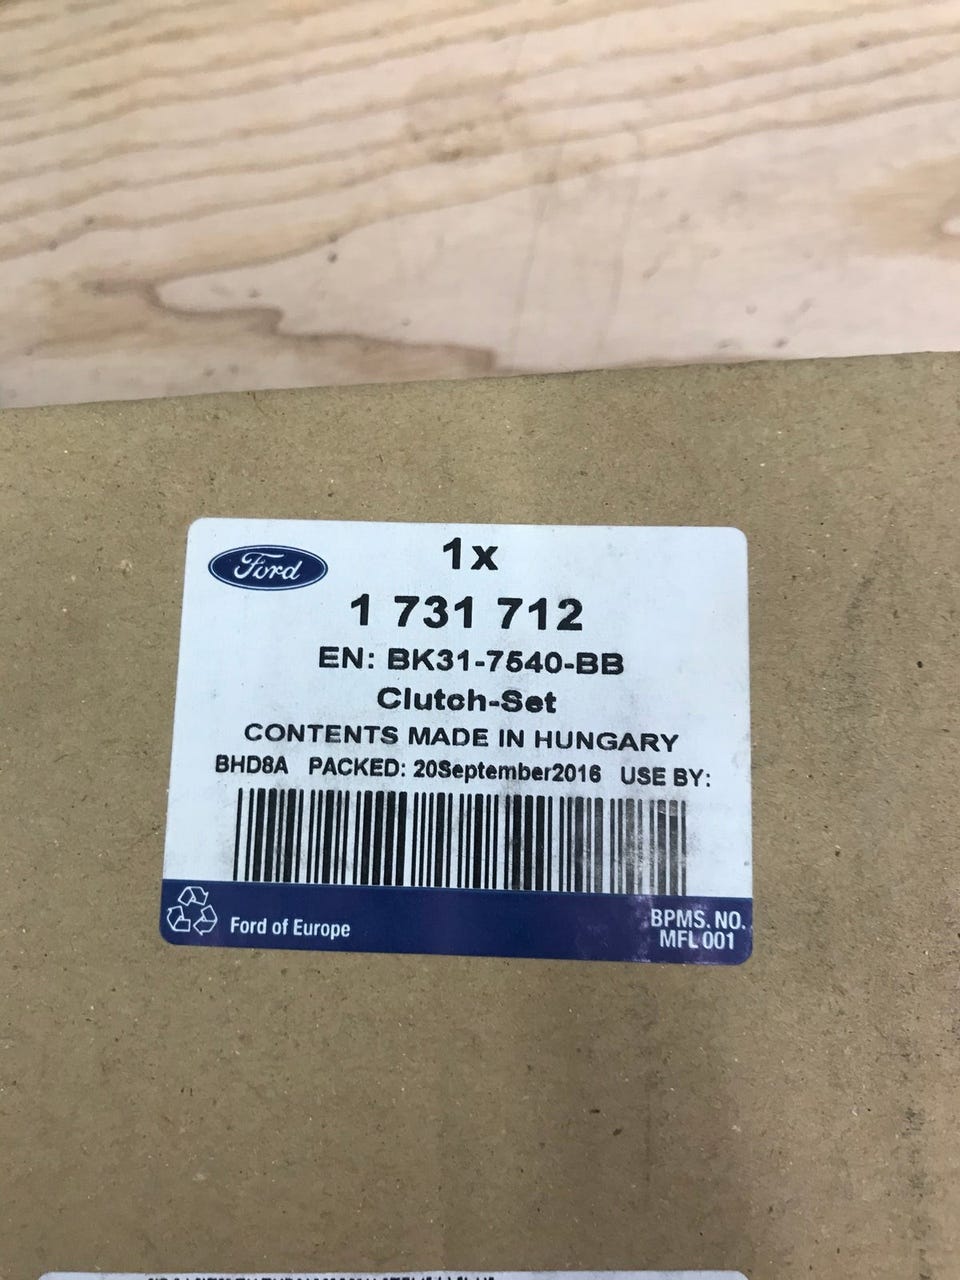 Ford
1x
1 731 712
EN: BK31-7540-BB
Clutch-Set
CONTENTS MADE IN HUNGARY
BHD8A PACKED: 20September2016 USE BY:
Ford of Europe
BPMS. NO.
MFL 001